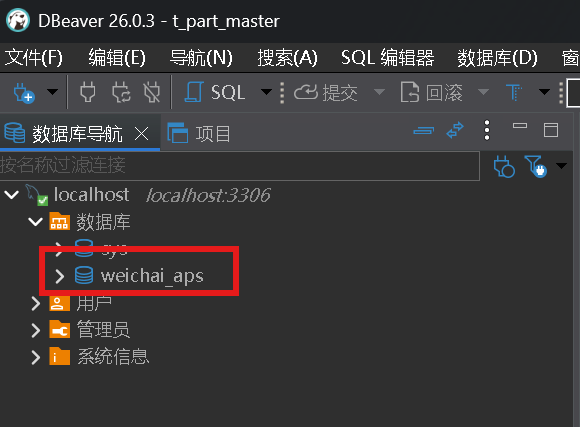 DBeaver 26.0.3 - t_part_master
文件(F) 编辑(E) 导航(N) 搜索(A) SQL 编辑器 数据库(D) 窗
SQL 提交 回滚 T
数据库导航 项目
按名称过滤连接
localhost localhost:3306
数据库
sys
weichai_aps
用户
管理员
系统信息